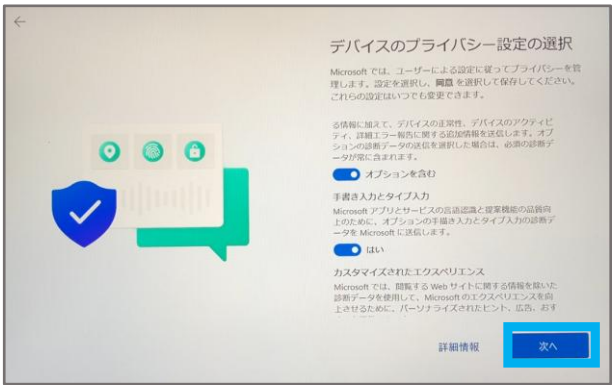 デバイスのプライバシー設定の選択
Microsoft では、ユーザーによる設定に従ってプライバシーを管
理します。設定を選択し、同意 を選択して保存してください。
これらの設定はいつでも変更できます。
る情報に加えて、デバイスの正常性、デバイスのアクティビ
ティ、詳細エラー報告に関する追加情報を送信します。オプ
ションの診断データの送信を選択した場合は、必須の診断デ
ータが常に含まれます。
オプションを含む
手書き入力とタイプ入力
Microsoft アプリとサービスの言語認識と提案機能の品質向
上のために、オプションの手描き入力とタイプ入力の診断デ
ータを Microsoft に送信します。
はい
カスタマイズされたエクスペリエンス
Microsoft では、閲覧する Web サイトに関する情報を除いた
診断データを使用して、Microsoft のエクスペリエンスを向
上させるために、パーソナライズされたヒント、広告、おす
詳細情報
次へ